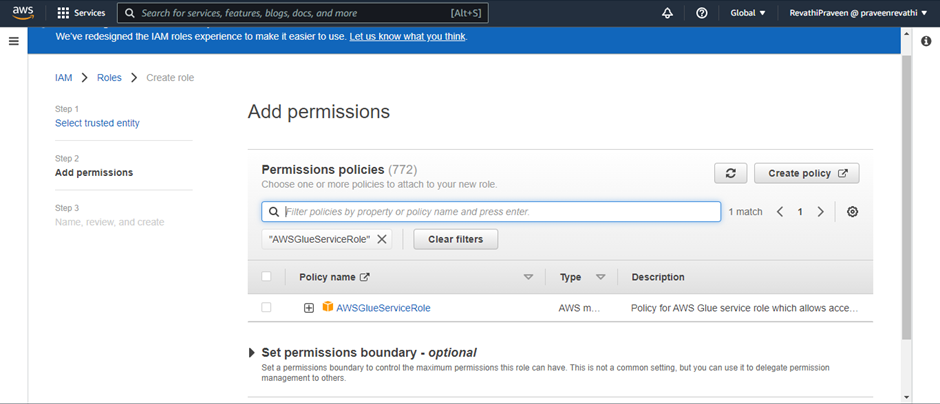 aws
Services
Search for services, features, blogs, docs, and more
[Alt+S]
Global
RevathiPraveen @ praveenrevathi
We've redesigned the IAM roles experience to make it easier to use. Let us know what you think.
IAM
Roles
Create role
Step 1
Select trusted entity
Step 2
Add permissions
Step 3
Name, review, and create
Add permissions
Permissions policies (772)
Choose one or more policies to attach to your new role.
Create policy
Filter policies by property or policy name and press enter.
1 match
1
"AWSGlueServiceRole"
Clear filters
Policy name
Type
Description
AWSGlueServiceRole
AWS m...
Policy for AWS Glue service role which allows acce...
Set permissions boundary - optional
Set a permissions boundary to control the maximum permissions this role can have. This is not a common setting, but you can use it to delegate permission
management to others.